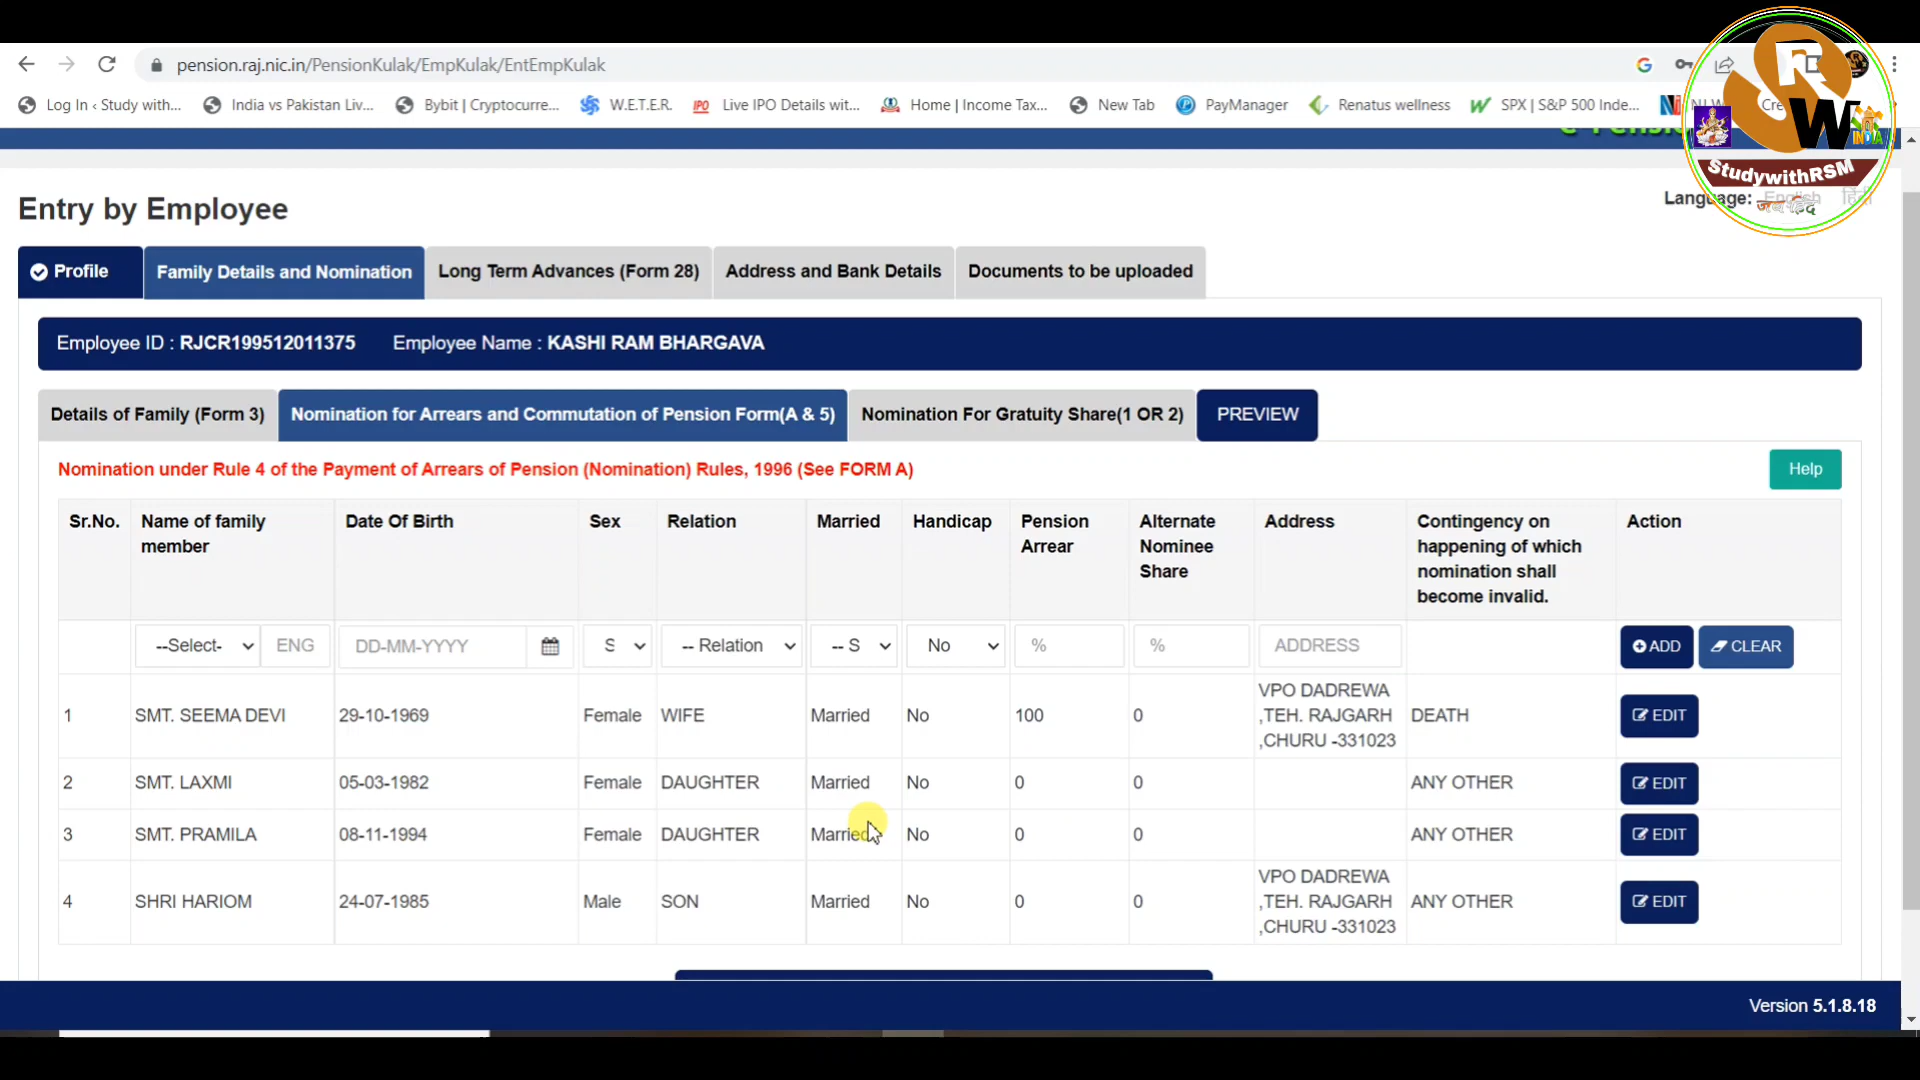 pension.raj.nic.in/PensionKulak/EmpKulak/EntEmpKulak
Log In ‹ Study with... India vs Pakistan Liv... Bybit | Cryptocurre... W.E.T.E.R. IPO Live IPO Details wit... Home | Income Tax... New Tab PayManager Renatus wellness SPX | S&P 500 Inde...
RSW
INDIA
StudywithRSM
जय हिंद
Entry by Employee
Language: English हिंदी
Profile Family Details and Nomination Long Term Advances (Form 28) Address and Bank Details Documents to be uploaded
Employee ID : RJCR199512011375 Employee Name : KASHI RAM BHARGAVA
Details of Family (Form 3) Nomination for Arrears and Commutation of Pension Form(A & 5) Nomination For Gratuity Share(1 OR 2) PREVIEW
Nomination under Rule 4 of the Payment of Arrears of Pension (Nomination) Rules, 1996 (See FORM A) Help
Sr.No. Name of family member Date Of Birth Sex Relation Married Handicap Pension Arrear Alternate Nominee Share Address Contingency on happening of which nomination shall become invalid. Action
--Select- ENG DD-MM-YYYY S -- Relation -- S No % % ADDRESS ADD CLEAR
1 SMT. SEEMA DEVI 29-10-1969 Female WIFE Married No 100 0 VPO DADREWA ,TEH. RAJGARH ,CHURU -331023 DEATH EDIT
2 SMT. LAXMI 05-03-1982 Female DAUGHTER Married No 0 0 ANY OTHER EDIT
3 SMT. PRAMILA 08-11-1994 Female DAUGHTER Married No 0 0 ANY OTHER EDIT
4 SHRI HARIOM 24-07-1985 Male SON Married No 0 0 VPO DADREWA ,TEH. RAJGARH ,CHURU -331023 ANY OTHER EDIT
Version 5.1.8.18